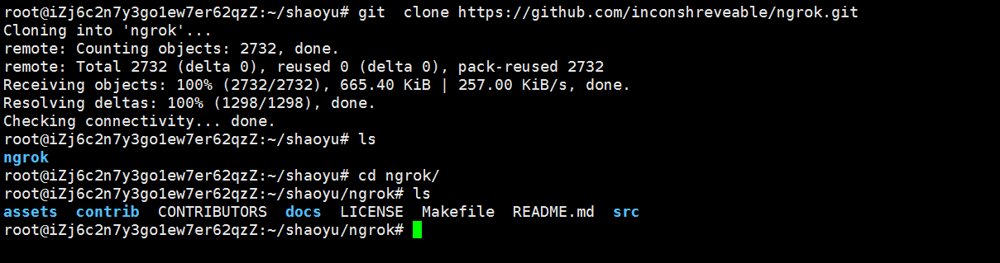 root@iZj6c2n7y3go1ew7er62qzZ:~/shaoyu# git  clone https://github.com/inconshreveable/ngrok.git
Cloning into 'ngrok'...
remote: Counting objects: 2732, done.
remote: Total 2732 (delta 0), reused 0 (delta 0), pack-reused 2732
Receiving objects: 100% (2732/2732), 665.40 KiB | 257.00 KiB/s, done.
Resolving deltas: 100% (1298/1298), done.
Checking connectivity... done.
root@iZj6c2n7y3go1ew7er62qzZ:~/shaoyu# ls
ngrok
root@iZj6c2n7y3go1ew7er62qzZ:~/shaoyu# cd ngrok/
root@iZj6c2n7y3go1ew7er62qzZ:~/shaoyu/ngrok# ls
assets  contrib  CONTRIBUTORS  docs  LICENSE  Makefile  README.md  src
root@iZj6c2n7y3go1ew7er62qzZ:~/shaoyu/ngrok#